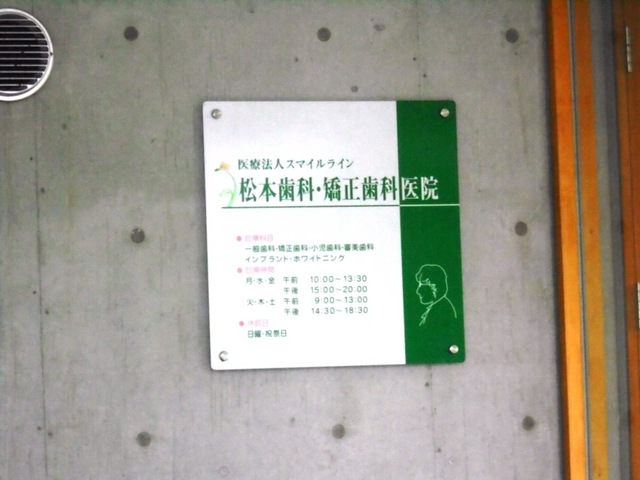 医療法人スマイルライン
松本歯科・矯正歯科医院
●診療科目
一般歯科・矯正歯科・小児歯科・審美歯科
インプラント・ホワイトニング
●診療時間
月・水・金 午前 10:00～13:30
午後 15:00～20:00
火・木・土 午前 9:00～13:00
午後 14:30～18:30
●休診日
日曜・祝祭日